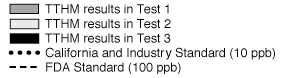 TTHM results in Test 1
TTHM results in Test 2
TTHM results in Test 3
California and Industry Standard (10 ppb)
FDA Standard (100 ppb)